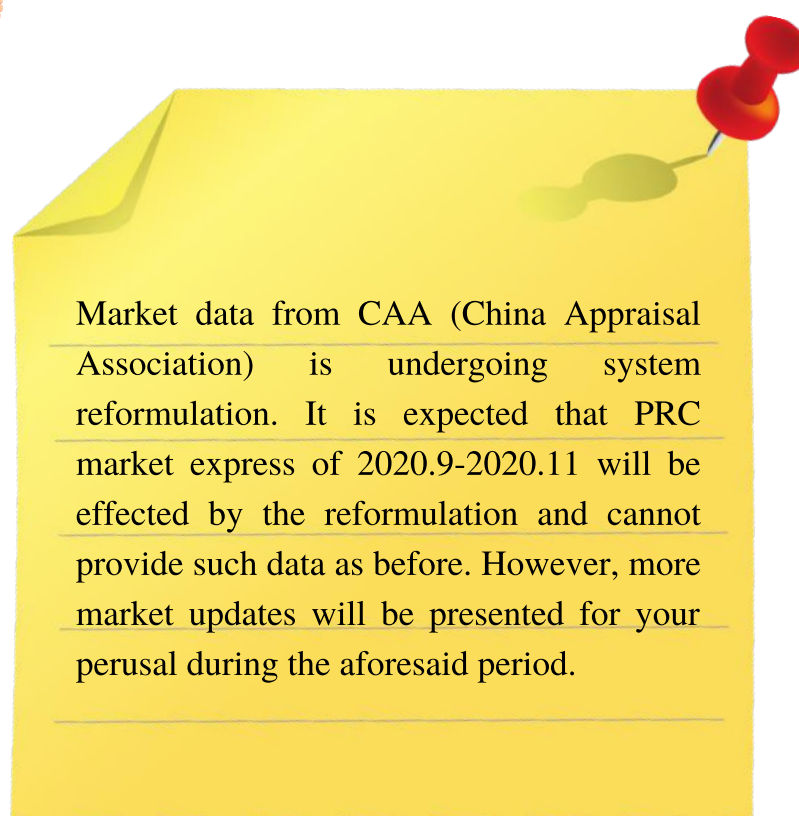 Market data from CAA (China Appraisal
Association) is undergoing system
reformulation. It is expected that PRC
market express of 2020.9-2020.11 will be
effected by the reformulation and cannot
provide such data as before. However, more
market updates will be presented for your
perusal during the aforesaid period.